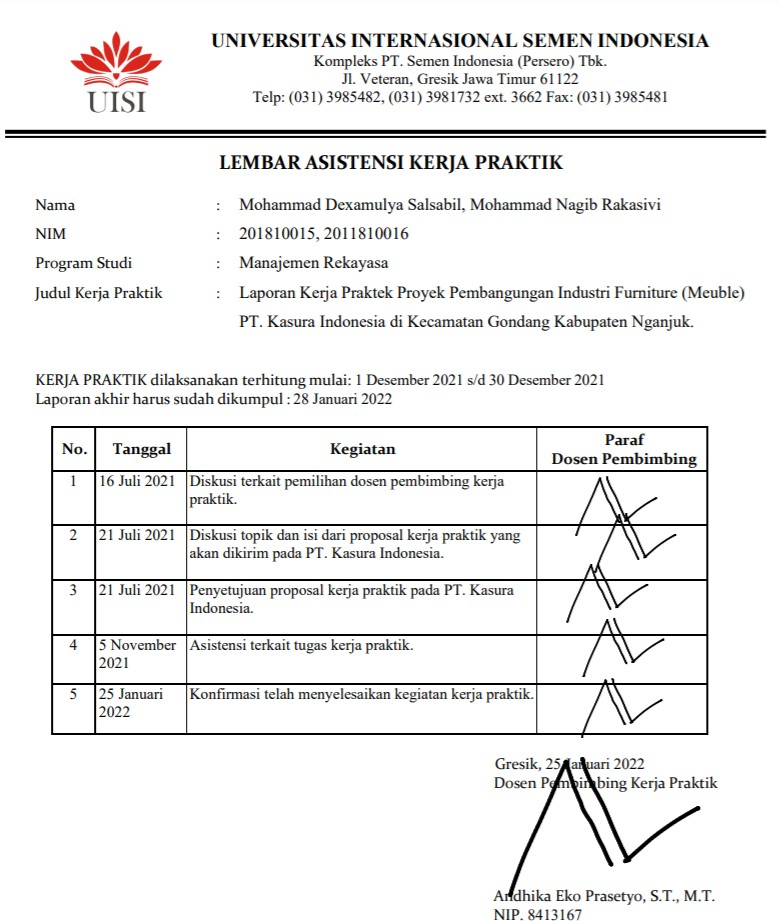 UISI
UNIVERSITAS INTERNASIONAL SEMEN INDONESIA
Kompleks PT. Semen Indonesia (Persero) Tbk.
Jl. Veteran, Gresik Jawa Timur 61122
Telp: (031) 3985482, (031) 3981732 ext. 3662 Fax: (031) 3985481
LEMBAR ASISTENSI KERJA PRAKTIK
Nama : Mohammad Dexamulya Salsabil, Mohammad Nagib Rakasivi
NIM : 201810015, 2011810016
Program Studi : Manajemen Rekayasa
Judul Kerja Praktik : Laporan Kerja Praktek Proyek Pembangungan Industri Furniture (Meuble)
PT. Kasura Indonesia di Kecamatan Gondang Kabupaten Nganjuk.
KERJA PRAKTIK dilaksanakan terhitung mulai: 1 Desember 2021 s/d 30 Desember 2021
Laporan akhir harus sudah dikumpul : 28 Januari 2022
No. Tanggal Kegiatan Paraf
Dosen Pembimbing
1 16 Juli 2021 Diskusi terkait pemilihan dosen pembimbing kerja
praktik.
2 21 Juli 2021 Diskusi topik dan isi dari proposal kerja praktik yang
akan dikirim pada PT. Kasura Indonesia.
3 21 Juli 2021 Penyetujuan proposal kerja praktik pada PT. Kasura
Indonesia.
4 5 November Asistensi terkait tugas kerja praktik.
2021
5 25 Januari Konfirmasi telah menyelesaikan kegiatan kerja praktik.
2022
Gresik, 25 Januari 2022
Dosen Pembimbing Kerja Praktik
Andhika Eko Prasetyo, S.T., M.T.
NIP. 8413167